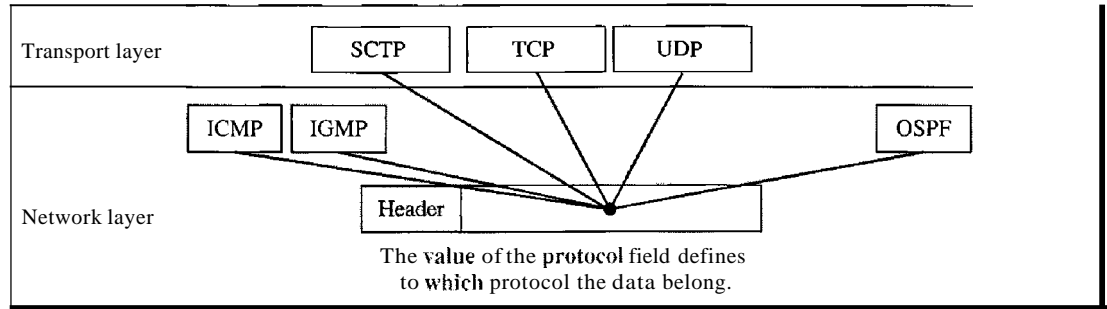 Transport layer
SCTP TCP UDP
ICMP IGMP OSPF
Network layer
Header
The value of the protocol field defines
to which protocol the data belong.